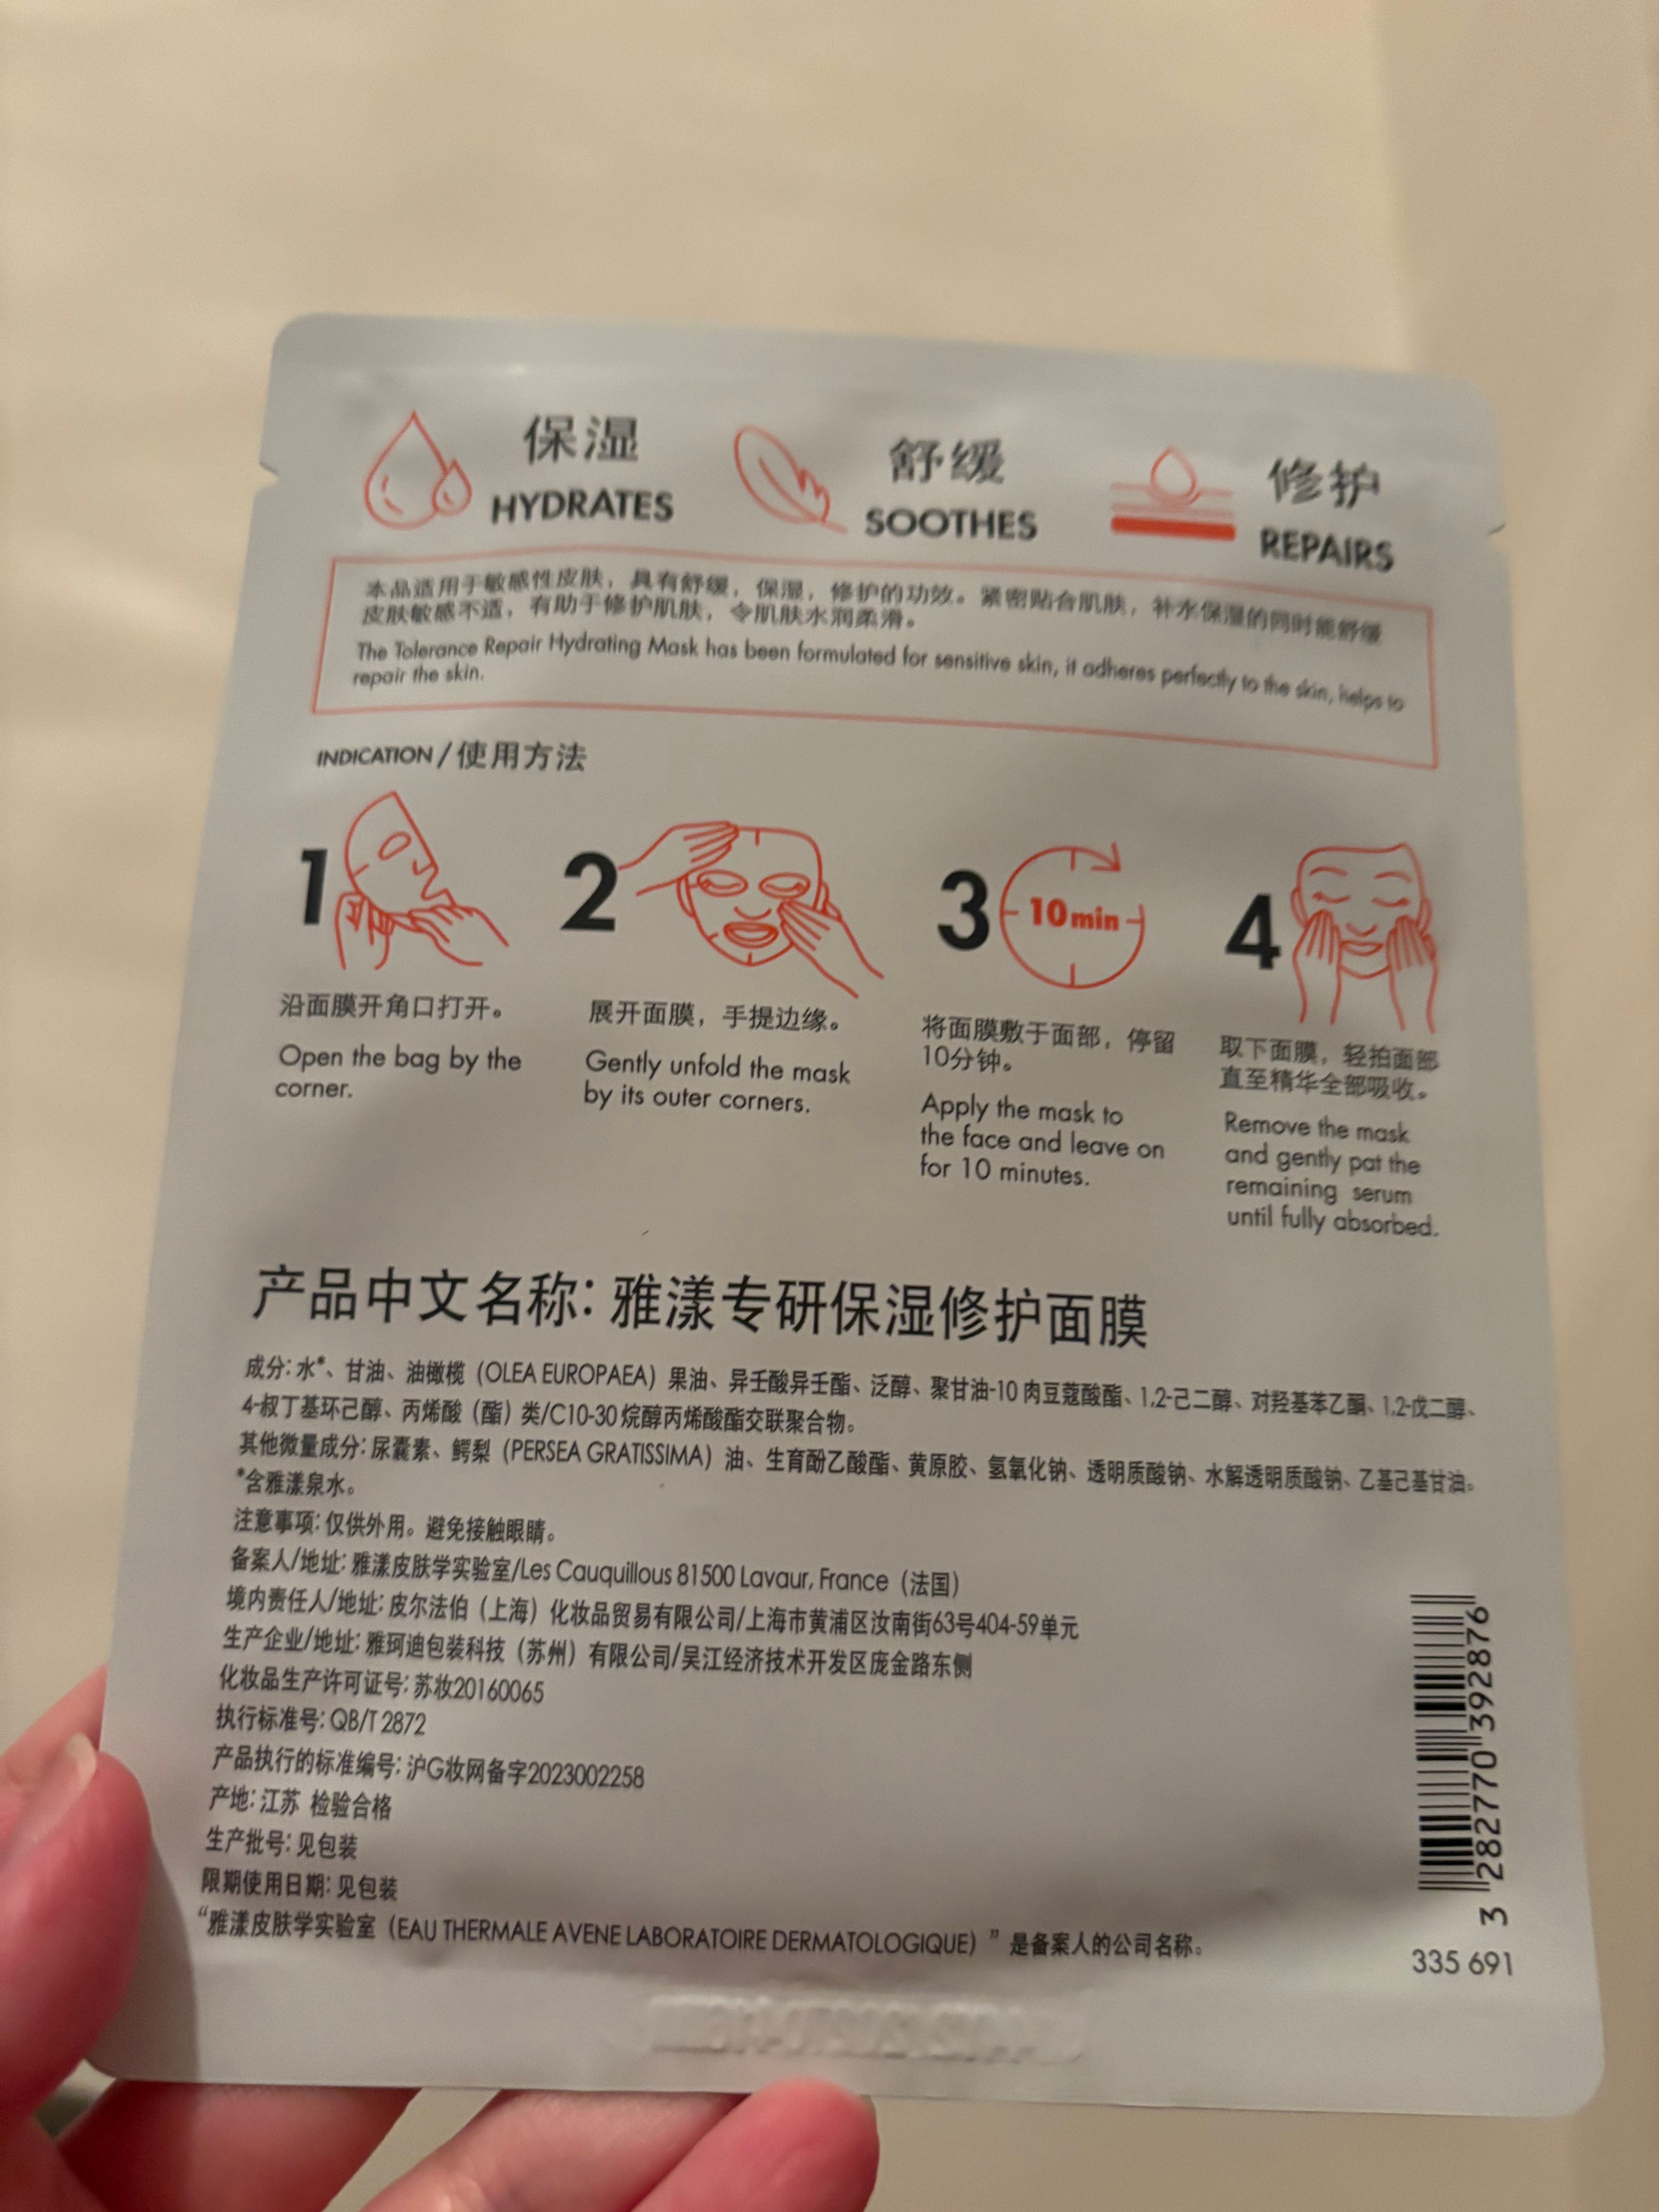 保湿
HYDRATES
舒缓
SOOTHES
修护
REPAIRS
本品适用于敏感性皮肤，具有舒缓，保湿，修护的功效。紧密贴合肌肤，补水保湿的同时能舒缓
皮肤敏感不适，有助于修护肌肤，令肌肤水润柔滑。
The Tolerance Repair Hydrating Mask has been formulated for sensitive skin, it adheres perfectly to the skin, helps to
repair the skin.
INDICATION / 使用方法
1
沿面膜开角口打开。
Open the bag by the
corner.
2
展开面膜，手提边缘。
Gently unfold the mask
by its outer corners.
3
10 min
将面膜敷于面部，停留
10分钟。
Apply the mask to
the face and leave on
for 10 minutes.
4
取下面膜，轻拍面部
直至精华全部吸收。
Remove the mask
and gently pat the
remaining serum
until fully absorbed.
产品中文名称: 雅漾专研保湿修护面膜
成分: 水*、甘油、油橄榄（OLEA EUROPAEA）果油、异壬酸异壬酯、泛醇、聚甘油-10 肉豆蔻酸酯、1,2-己二醇、对羟基苯乙酮、1,2-戊二醇、
4-叔丁基环己醇、丙烯酸（酯）类/C10-30 烷醇丙烯酸酯交联聚合物。
其他微量成分: 尿囊素、鳄梨（PERSEA GRATISSIMA）油、生育酚乙酸酯、黄原胶、氢氧化钠、透明质酸钠、水解透明质酸钠、乙基己基甘油。
*含雅漾泉水。
注意事项: 仅供外用。避免接触眼睛。
备案人/地址: 雅漾皮肤学实验室/Les Cauquillous 81500 Lavaur, France（法国）
境内责任人/地址: 皮尔法伯（上海）化妆品贸易有限公司/上海市黄浦区汝南街63号404-59单元
生产企业/地址: 雅珂迪包装科技（苏州）有限公司/吴江经济技术开发区庞金路东侧
化妆品生产许可证号: 苏妆20160065
执行标准号: QB/T 2872
产品执行的标准编号: 沪G妆网备字2023002258
产地: 江苏 检验合格
生产批号: 见包装
限期使用日期: 见包装
“雅漾皮肤学实验室（EAU THERMALE AVENE LABORATOIRE DERMATOLOGIQUE）”是备案人的公司名称。
3 282770 392876
335 691